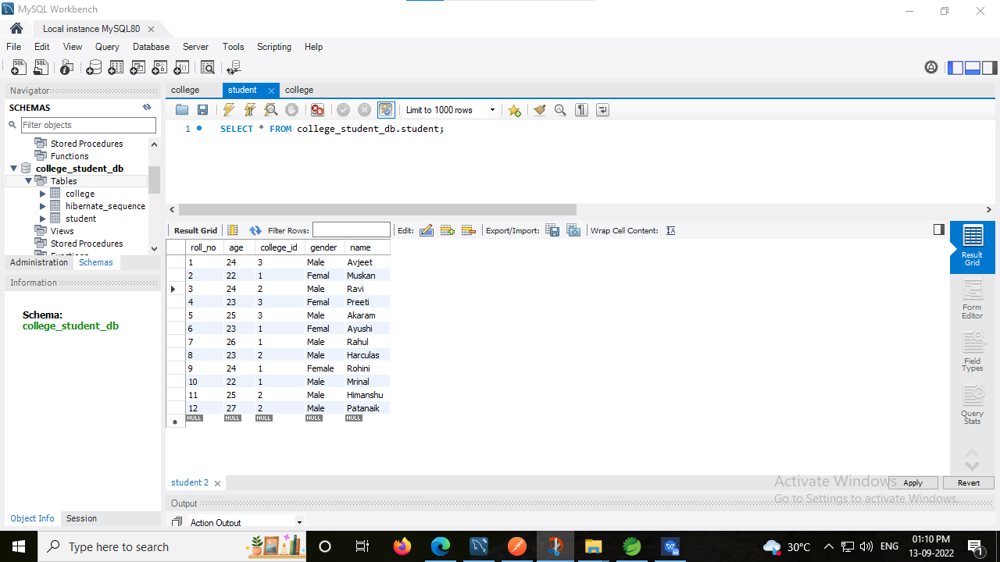 MySQL Workbench
Local instance MySQL80
File Edit View Query Database Server Tools Scripting Help
Navigator
SCHEMAS
Filter objects
Stored Procedures
Functions
college_student_db
Tables
college
hibernate_sequence
student
Views
Stored Procedures
Functions
Administration Schemas
Information
Schema:
college_student_db
Object Info Session
college student college
Limit to 1000 rows
1 SELECT * FROM college_student_db.student;
Result Grid Filter Rows: Edit: Export/Import: Wrap Cell Content:
roll_no age college_id gender name
1 24 3 Male Avjeet
2 22 1 Femal Muskan
3 24 2 Male Ravi
4 23 3 Femal Preeti
5 25 3 Male Akaram
6 23 1 Femal Ayushi
7 26 1 Male Rahul
8 23 2 Male Harculas
9 24 1 Female Rohini
10 22 1 Male Mrinal
11 25 2 Male Himanshu
12 27 2 Male Patanaik
NULL NULL NULL NULL NULL
Result
Grid
Form
Editor
Field
Types
Query
Stats
student 2
Activate Windows
Go to Settings to activate Windows.
Apply Revert
Output
Action Output
Type here to search
30°C ENG
01:10 PM
13-09-2022
1